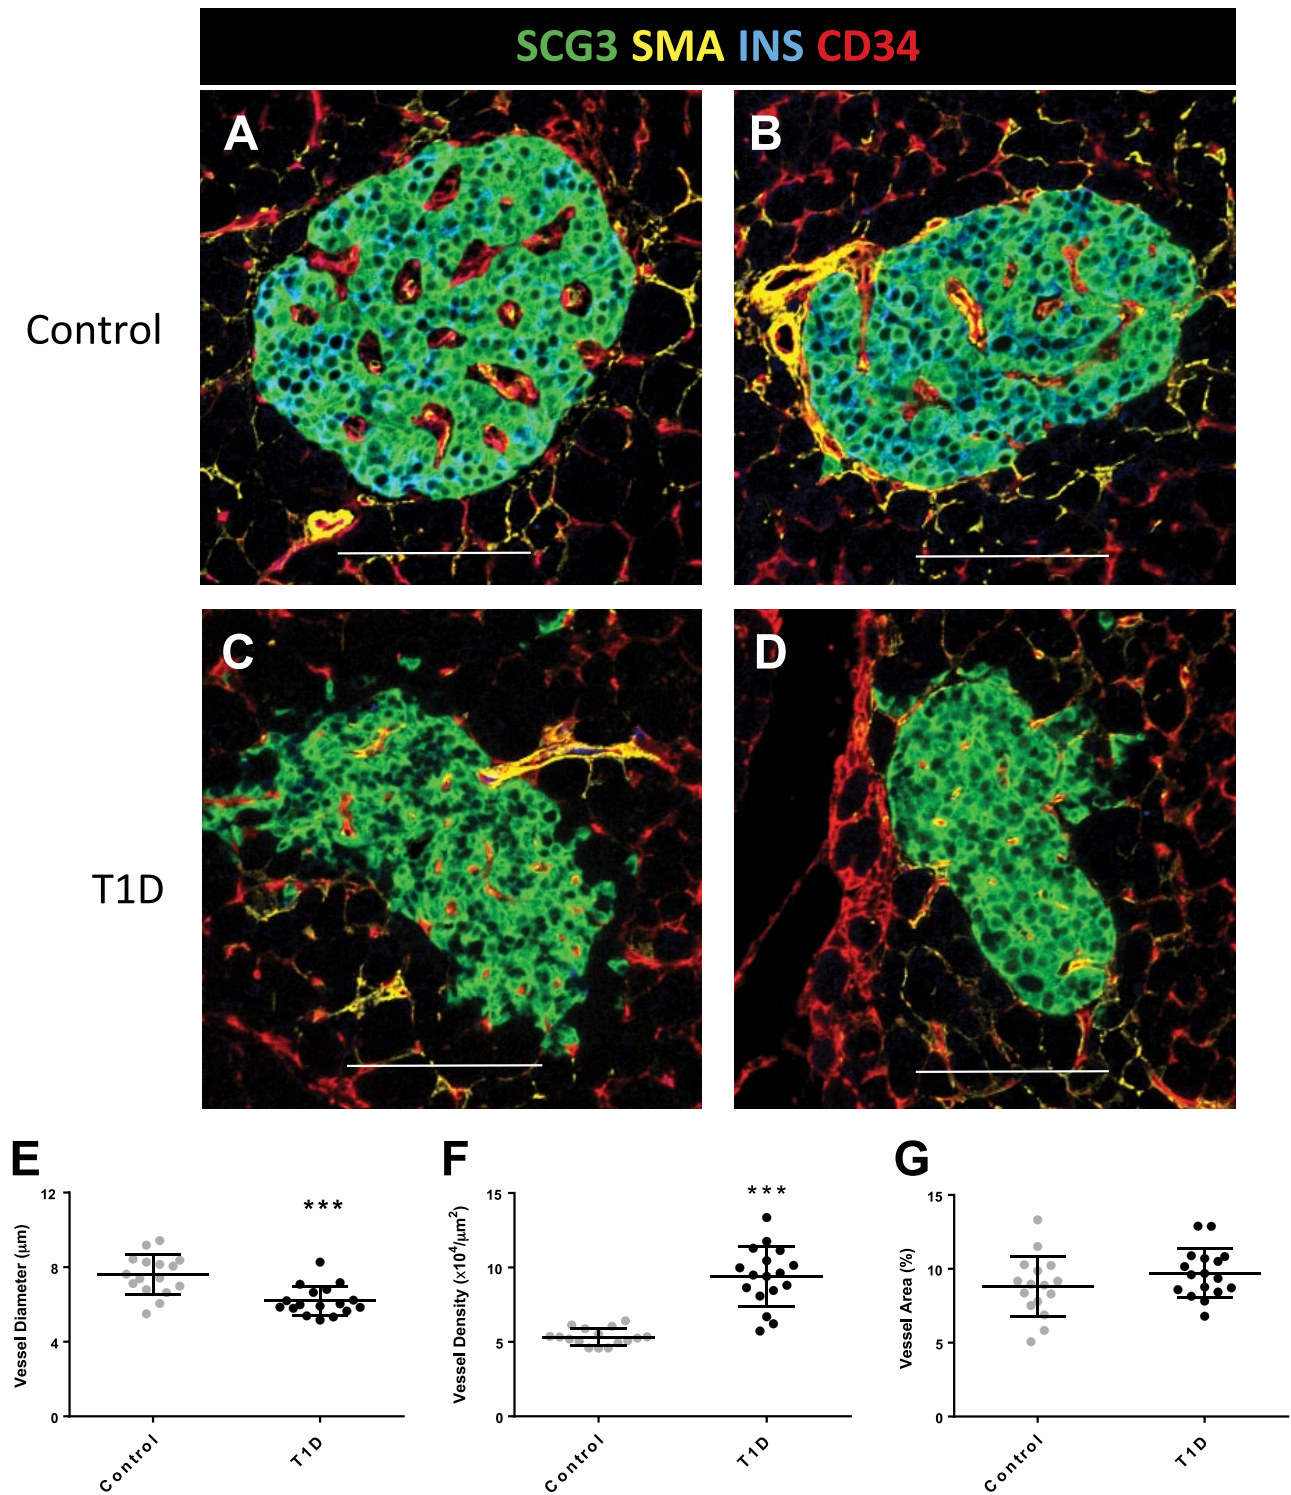 SCG3 SMA INS CD34
A
B
Control
C
D
T1D
E
F
G
Vessel Diameter (μm)
12
8
4
0
***
Control
T1D
Vessel Density (x10⁴/μm²)
15
10
5
0
***
Control
T1D
Vessel Area (%)
15
10
5
0
Control
T1D